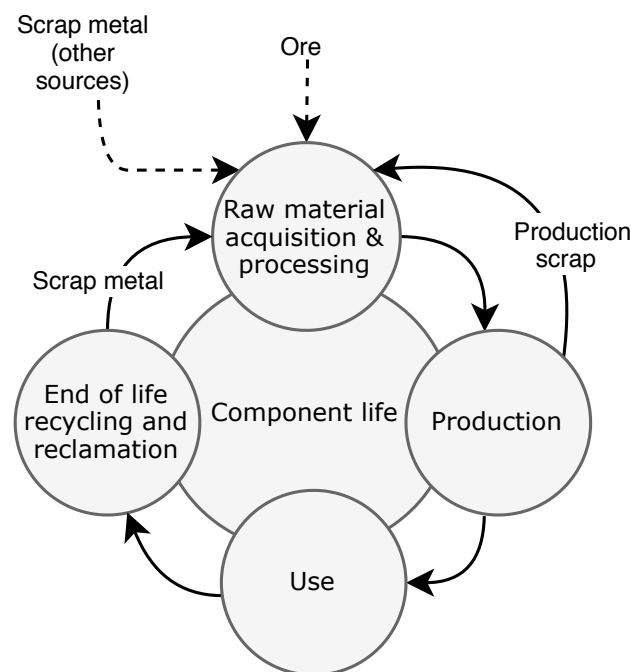 Scrap metal
(other
sources)
Ore
Raw material
acquisition &
processing
Production
scrap
Scrap metal
End of life
recycling and
reclamation
Component life
Production
Use